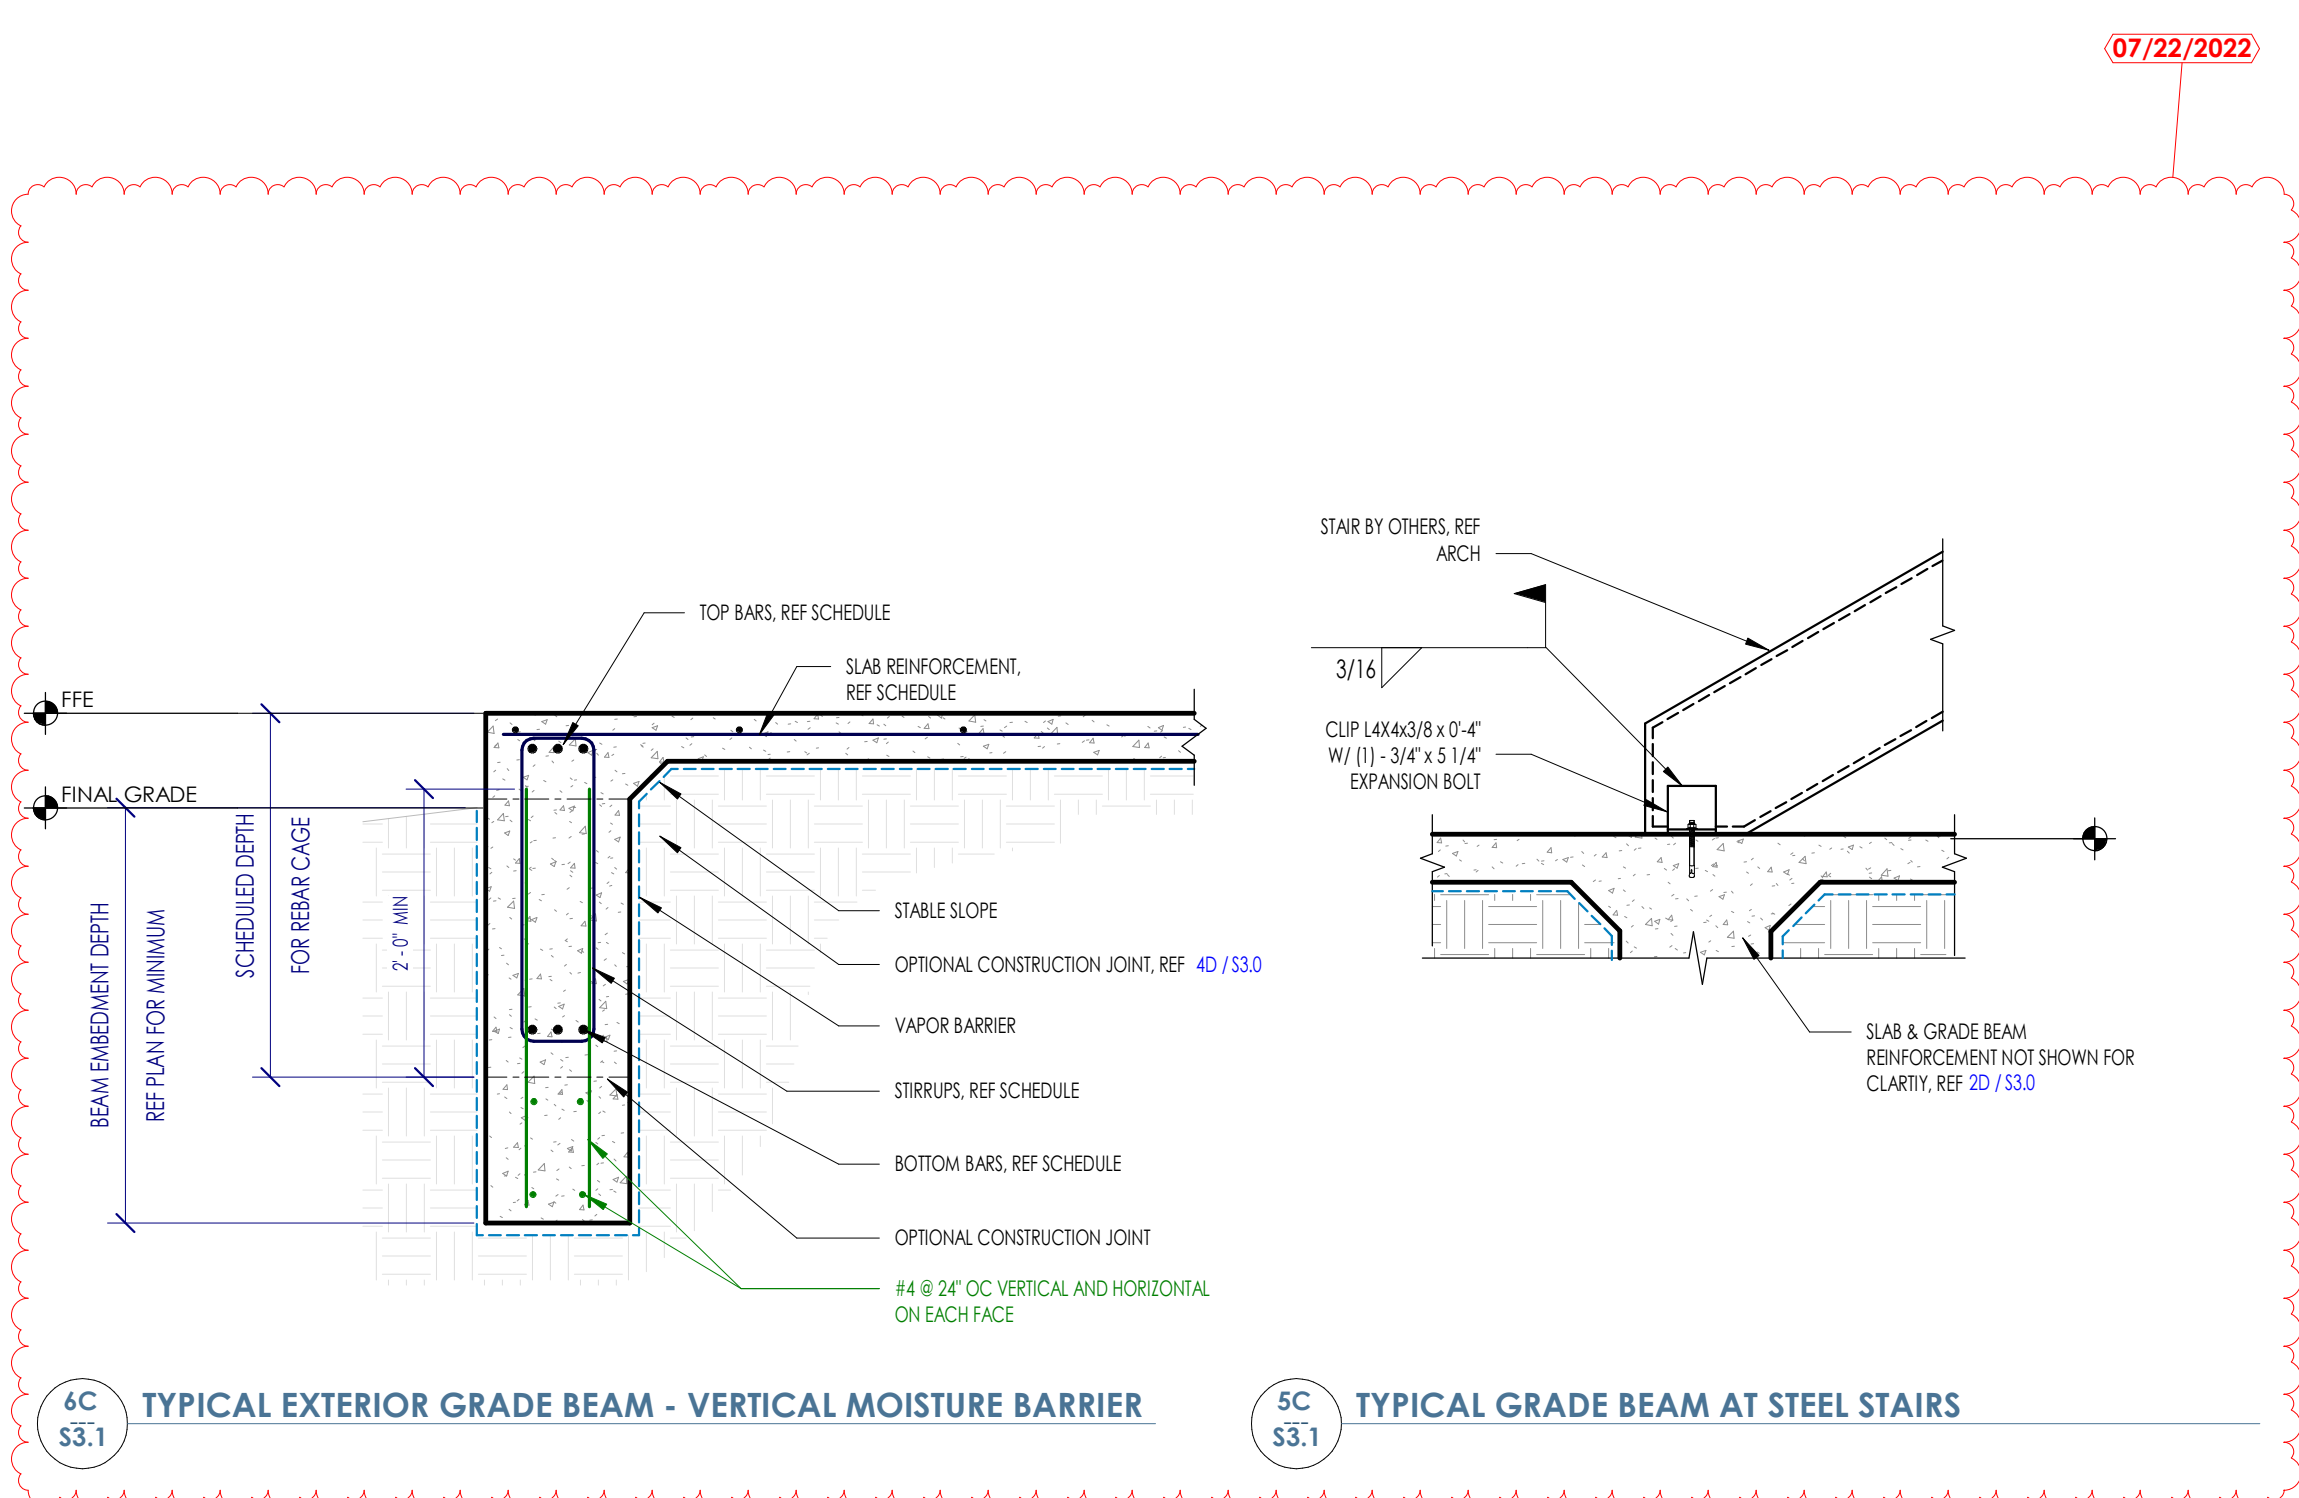 07/22/2022
TOP BARS, REF SCHEDULE
SLAB REINFORCEMENT,
REF SCHEDULE
FFE
FINAL GRADE
BEAM EMBEDMENT DEPTH
REF PLAN FOR MINIMUM
SCHEDULED DEPTH
FOR REBAR CAGE
2' - 0" MIN
STABLE SLOPE
OPTIONAL CONSTRUCTION JOINT, REF 4D / S3.0
VAPOR BARRIER
STIRRUPS, REF SCHEDULE
BOTTOM BARS, REF SCHEDULE
OPTIONAL CONSTRUCTION JOINT
#4 @ 24" OC VERTICAL AND HORIZONTAL
ON EACH FACE
6C
---
S3.1
TYPICAL EXTERIOR GRADE BEAM - VERTICAL MOISTURE BARRIER
STAIR BY OTHERS, REF
ARCH
3/16
CLIP L4X4x3/8 x 0'-4"
W/ (1) - 3/4" x 5 1/4"
EXPANSION BOLT
SLAB & GRADE BEAM
REINFORCEMENT NOT SHOWN FOR
CLARTIY, REF 2D / S3.0
5C
---
S3.1
TYPICAL GRADE BEAM AT STEEL STAIRS